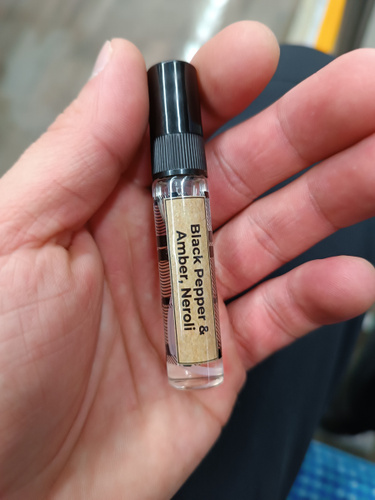 Black Pepper &
Amber, Neroli